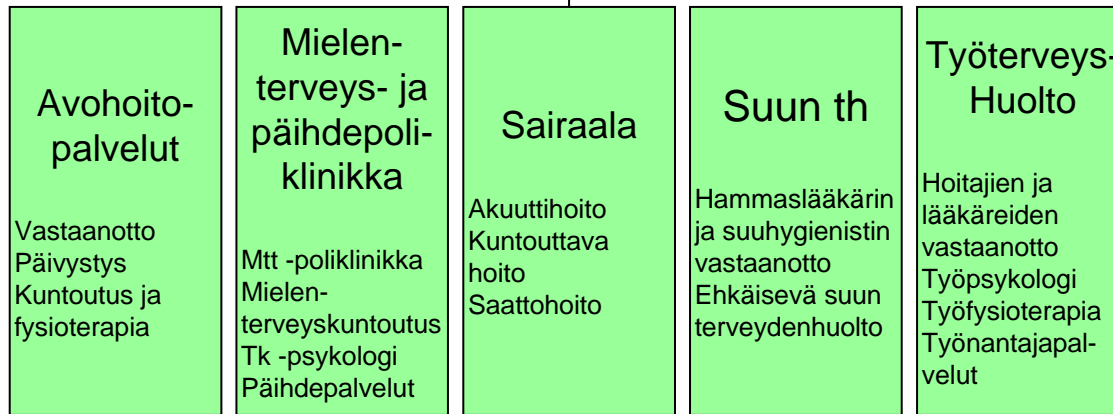 Avohoito-
palvelut
Vastaanotto
Päivystys
Kuntoutus ja
fysioterapia
Mielen-
terveys- ja
päihdepoli-
klinikka
Mtt -poliklinikka
Mielen-
terveyskuntoutus
Tk -psykologi
Päihdepalvelut
Sairaala
Akuuttihoito
Kuntouttava
hoito
Saattohoito
Suun th
Hammaslääkärin
ja suuhygienistin
vastaanotto
Ehkäisevä suun
terveydenhuolto
Työterveys-
Huolto
Hoitajien ja
lääkäreiden
vastaanotto
Työpsykologi
Työfysioterapia
Työnantajapal-
velut